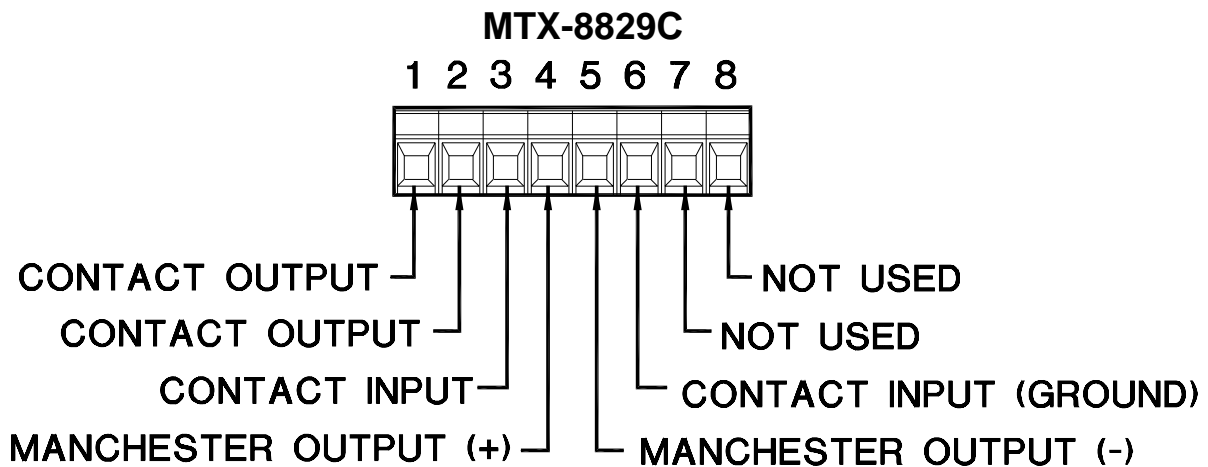 MTX-8829C
1 2 3 4 5 6 7 8
CONTACT OUTPUT
NOT USED
CONTACT OUTPUT
NOT USED
CONTACT INPUT
CONTACT INPUT (GROUND)
MANCHESTER OUTPUT (+)
MANCHESTER OUTPUT (-)